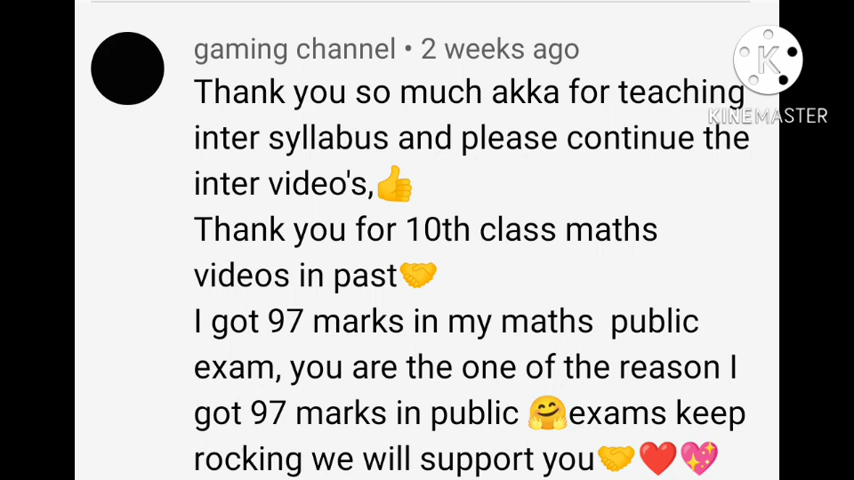 gaming channel • 2 weeks ago
Thank you so much akka for teaching
inter syllabus and please continue the
inter video's,👍
Thank you for 10th class maths
videos in past🤝
I got 97 marks in my maths  public
exam, you are the one of the reason I
got 97 marks in public 🤗exams keep
rocking we will support you🤝❤️💖
K
KINEMASTER